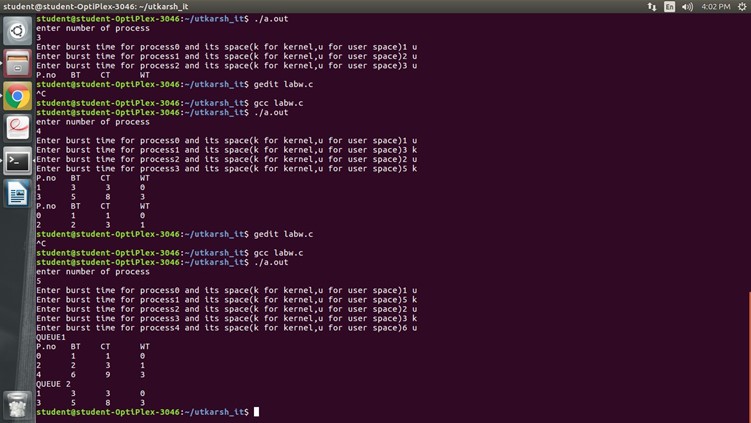 student@student-OptiPlex-3046: ~/utkarsh_it
En
4:02 PM
student@student-OptiPlex-3046:~/utkarsh_it$ ./a.out
enter number of process
3
Enter burst time for process0 and its space(k for kernel,u for user space)1 u
Enter burst time for process1 and its space(k for kernel,u for user space)2 u
Enter burst time for process2 and its space(k for kernel,u for user space)3 u
P.no BT CT WT
student@student-OptiPlex-3046:~/utkarsh_it$ gedit labw.c
^C
student@student-OptiPlex-3046:~/utkarsh_it$ gcc labw.c
student@student-OptiPlex-3046:~/utkarsh_it$ ./a.out
enter number of process
4
Enter burst time for process0 and its space(k for kernel,u for user space)1 u
Enter burst time for process1 and its space(k for kernel,u for user space)3 k
Enter burst time for process2 and its space(k for kernel,u for user space)2 u
Enter burst time for process3 and its space(k for kernel,u for user space)5 k
P.no BT CT WT
1 3 3 0
3 5 8 3
P.no BT CT WT
0 1 1 0
2 2 3 1
student@student-OptiPlex-3046:~/utkarsh_it$ gedit labw.c
^C
student@student-OptiPlex-3046:~/utkarsh_it$ gcc labw.c
student@student-OptiPlex-3046:~/utkarsh_it$ ./a.out
enter number of process
5
Enter burst time for process0 and its space(k for kernel,u for user space)1 u
Enter burst time for process1 and its space(k for kernel,u for user space)5 k
Enter burst time for process2 and its space(k for kernel,u for user space)2 u
Enter burst time for process3 and its space(k for kernel,u for user space)3 k
Enter burst time for process4 and its space(k for kernel,u for user space)6 u
QUEUE1
P.no BT CT WT
0 1 1 0
2 2 3 1
4 6 9 3
QUEUE 2
1 3 3 0
3 5 8 3
student@student-OptiPlex-3046:~/utkarsh_it$